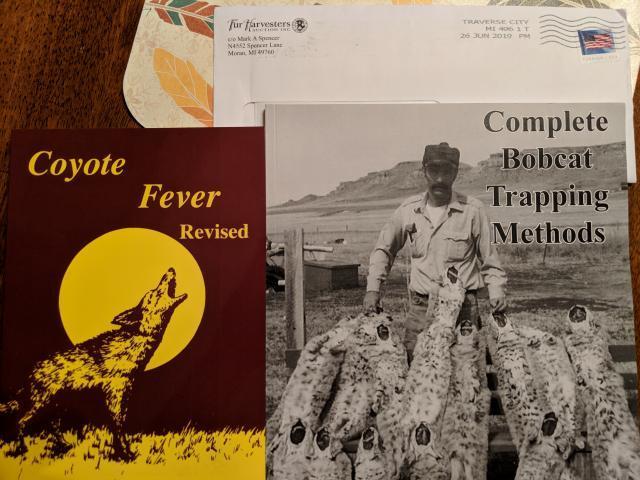 Fur Harvesters
AUCTION INC.
c/o Mark A Spencer
N4552 Spencer Lane
Moran, MI 49760
TRAVERSE CITY
MI 406 1 T
26 JUN 2019 PM
Coyote
Fever
Revised
Complete
Bobcat
Trapping
Methods